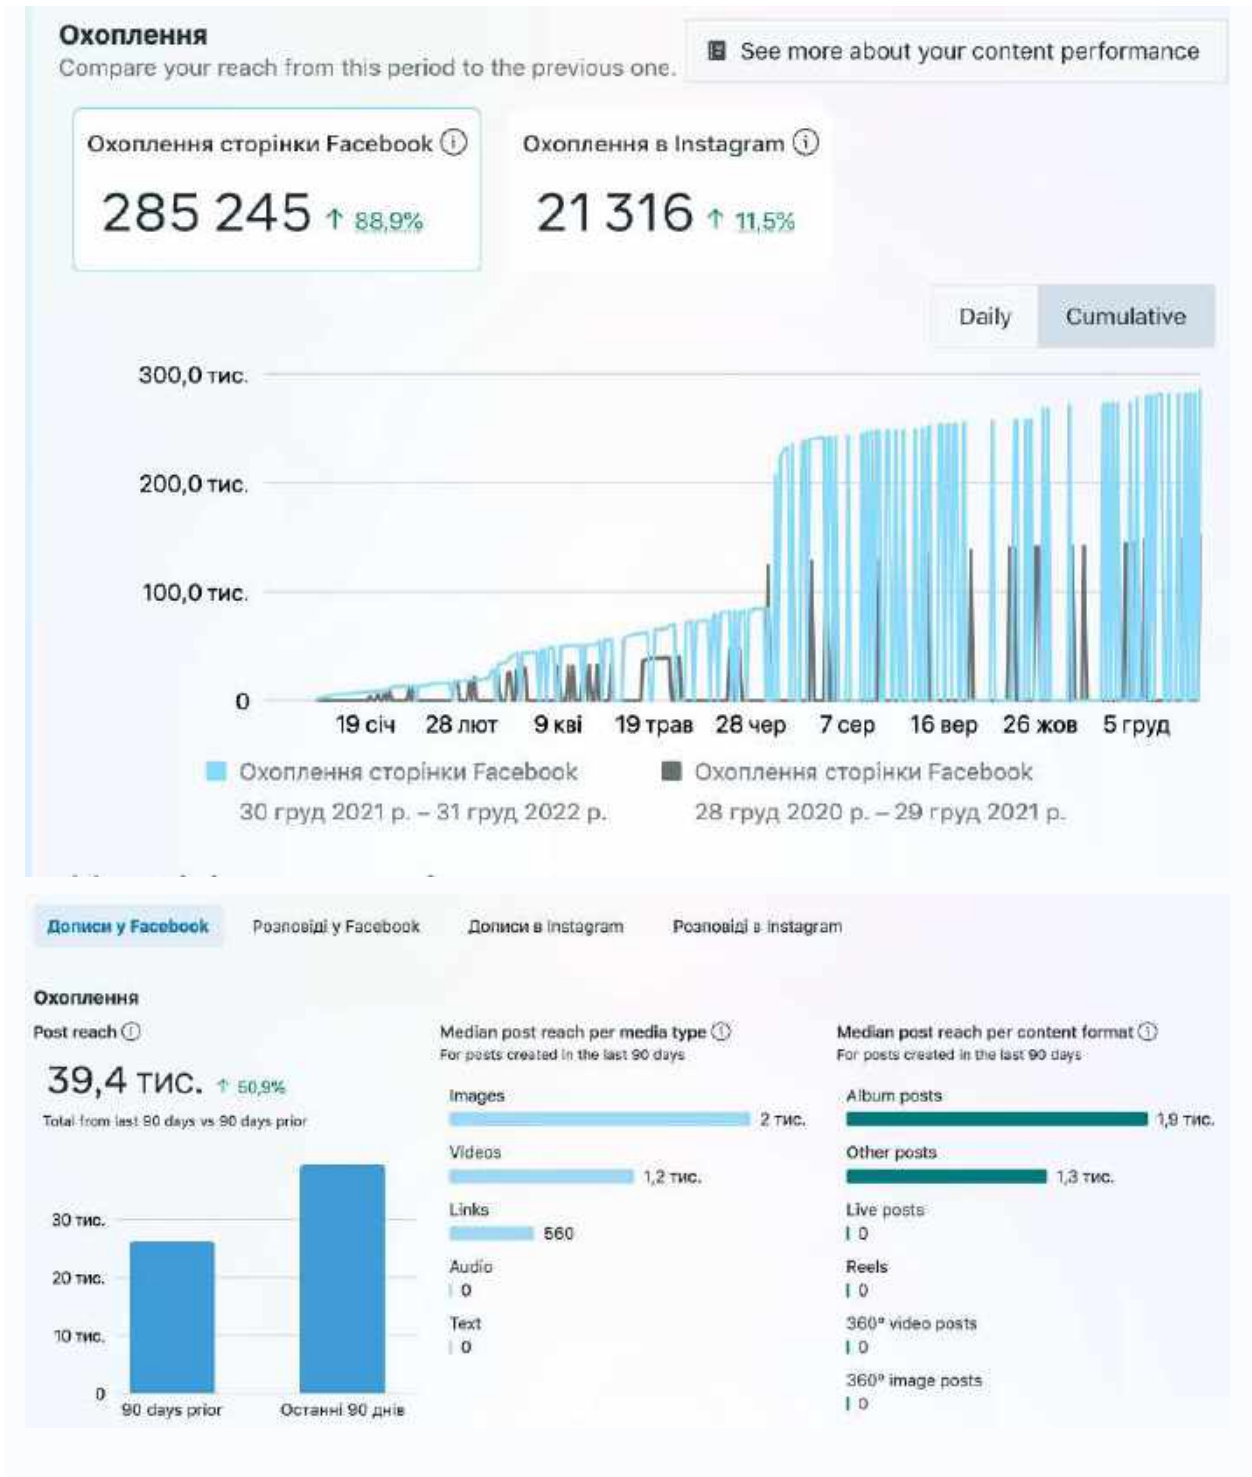 Охоплення
Compare your reach from this period to the previous one.
See more about your content performance
Охоплення сторінки Facebook
285 245 ↑ 88,9%
Охоплення в Instagram
21 316 ↑ 11,5%
Daily
Cumulative
300,0 тис.
200,0 тис.
100,0 тис.
0
19 січ 28 лют 9 кві 19 трав 28 чер 7 сер 16 вер 26 жов 5 груд
Охоплення сторінки Facebook
30 груд 2021 р. – 31 груд 2022 р.
Охоплення сторінки Facebook
28 груд 2020 р. – 29 груд 2021 р.
Дописи у Facebook
Розповіді у Facebook
Дописи в Instagram
Розповіді в Instagram
Охоплення
Post reach
39,4 тис. ↑ 50,9%
Total from last 90 days vs 90 days prior
30 тис.
20 тис.
10 тис.
0
90 days prior
Останні 90 днів
Median post reach per media type
For posts created in the last 90 days
Images
2 тис.
Videos
1,2 тис.
Links
560
Audio
0
Text
0
Median post reach per content format
For posts created in the last 90 days
Album posts
1,9 тис.
Other posts
1,3 тис.
Live posts
0
Reels
0
360° video posts
0
360° image posts
0